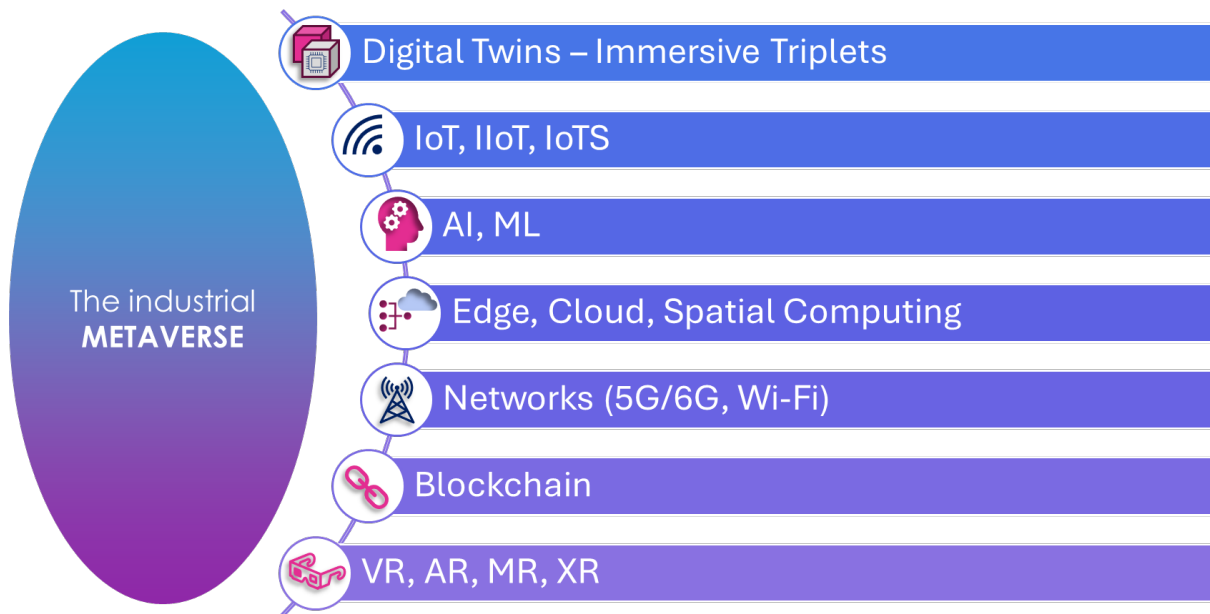 The industrial
METAVERSE
Digital Twins – Immersive Triplets
IoT, IIoT, IoTS
AI, ML
Edge, Cloud, Spatial Computing
Networks (5G/6G, Wi-Fi)
Blockchain
VR, AR, MR, XR